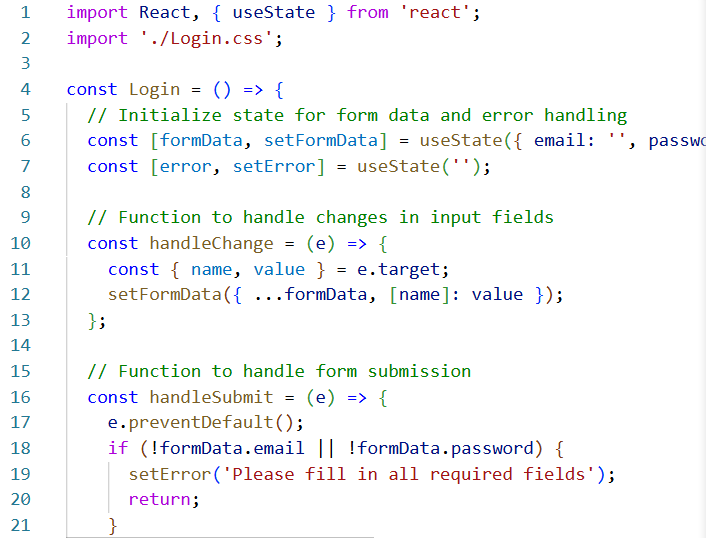 1 import React, { useState } from 'react';
2 import './Login.css';
3
4 const Login = () => {
5 // Initialize state for form data and error handling
6 const [formData, setFormData] = useState({ email: '', passwo
7 const [error, setError] = useState('');
8
9 // Function to handle changes in input fields
10 const handleChange = (e) => {
11 const { name, value } = e.target;
12 setFormData({ ...formData, [name]: value });
13 };
14
15 // Function to handle form submission
16 const handleSubmit = (e) => {
17 e.preventDefault();
18 if (!formData.email || !formData.password) {
19 setError('Please fill in all required fields');
20 return;
21 }